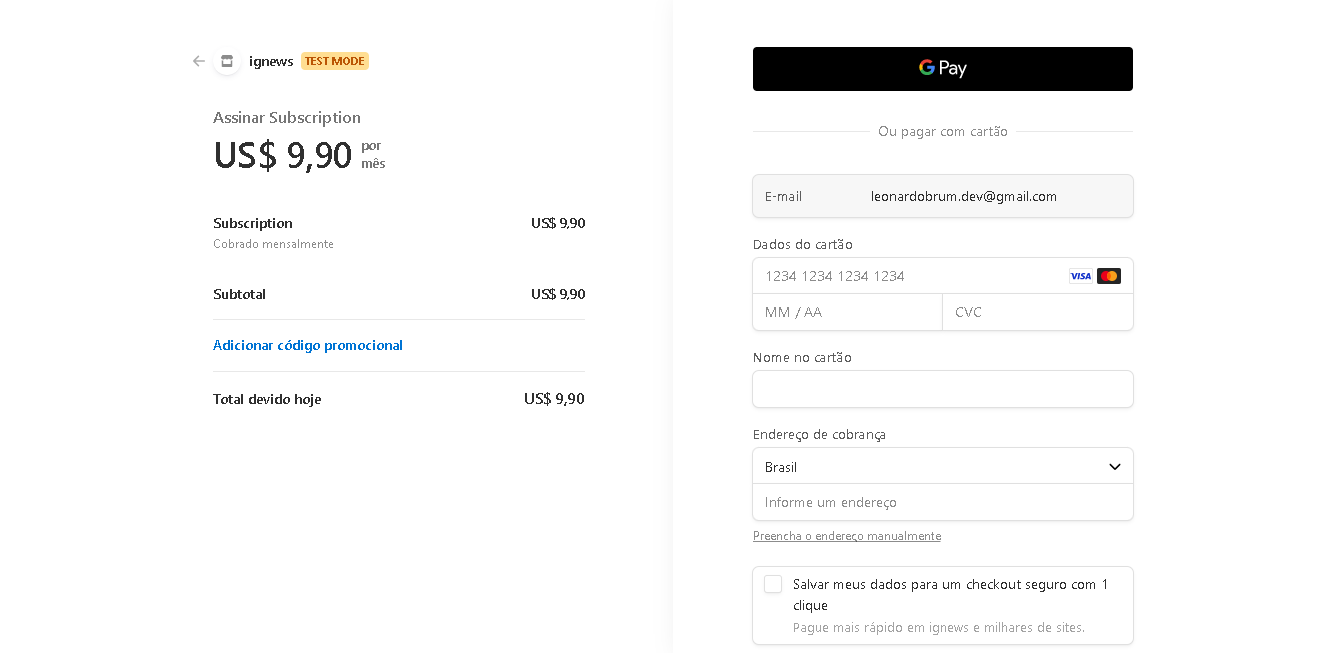 ignews TEST MODE
Assinar Subscription
US$ 9,90 por
mês
Subscription US$ 9,90
Cobrado mensalmente
Subtotal US$ 9,90
Adicionar código promocional
Total devido hoje US$ 9,90
G Pay
Ou pagar com cartão
E-mail leonardobrum.dev@gmail.com
Dados do cartão
1234 1234 1234 1234 VISA
MM / AA CVC
Nome no cartão
Endereço de cobrança
Brasil
Informe um endereço
Preencha o endereço manualmente
Salvar meus dados para um checkout seguro com 1
clique
Pague mais rápido em ignews e milhares de sites.